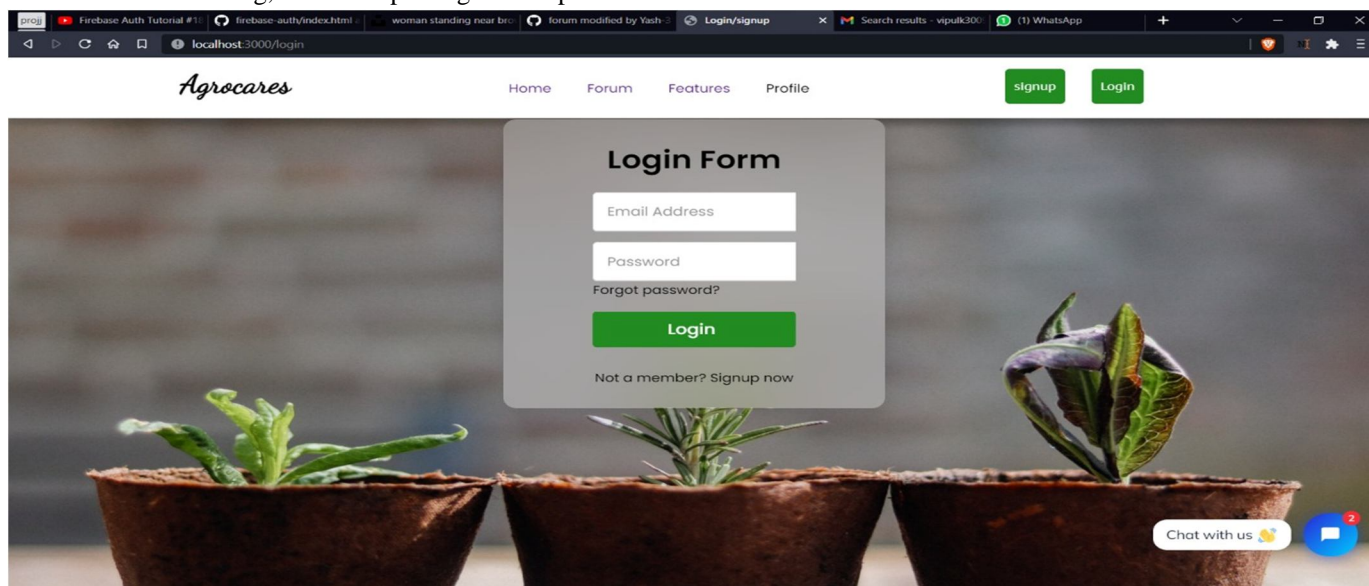 projj Firebase Auth Tutorial #18 firebase-auth/index.html a woman standing near bro forum modified by Yash-3 Login/signup Search results - vipulk300 (1) WhatsApp
localhost:3000/login
Agrocares Home Forum Features Profile signup Login
Login Form
Email Address
Password
Forgot password?
Login
Not a member? Signup now
Chat with us 👋 2